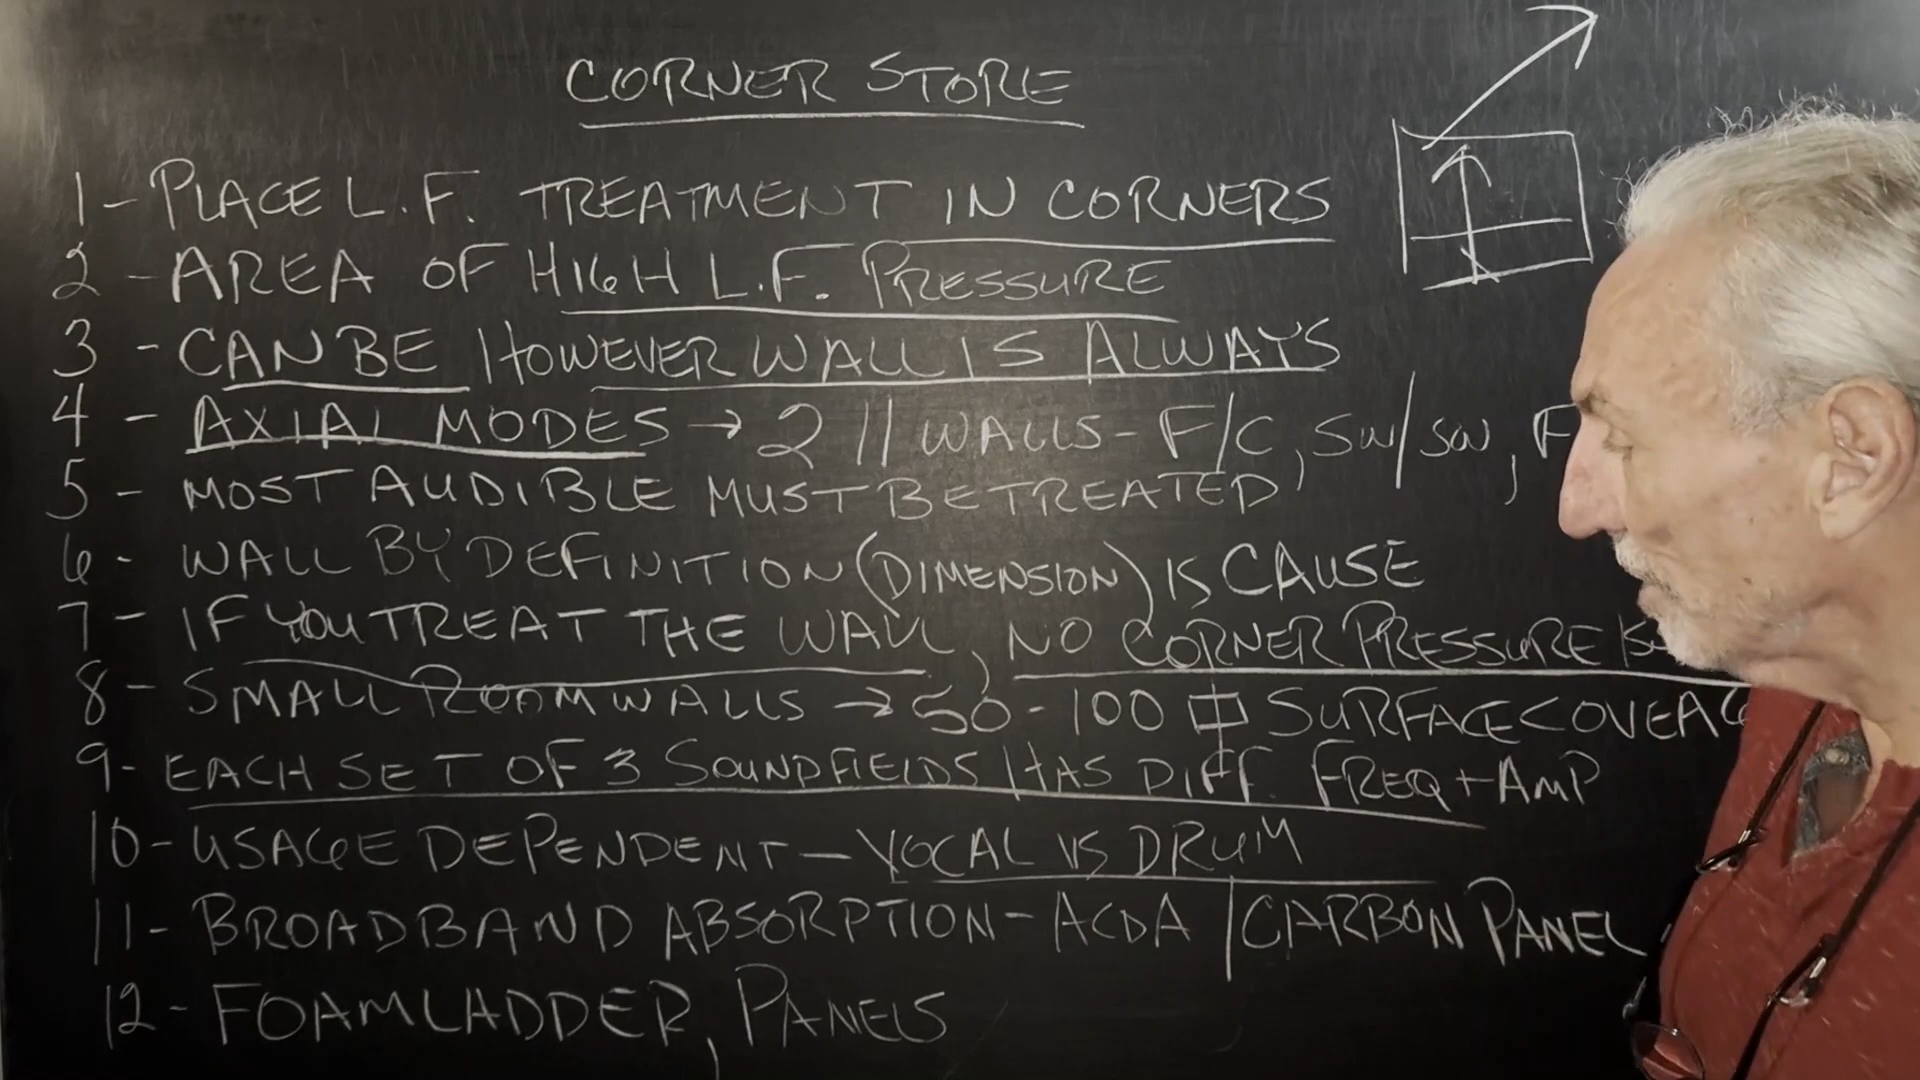 CORNER STORE
1 - PLACE L.F. TREATMENT IN CORNERS
2 - AREA OF HIGH L.F. PRESSURE
3 - CAN BE HOWEVER WALL IS ALWAYS
4 - AXIAL MODES → 2 // WALLS - F/C, SW/SW, F
5 - MOST AUDIBLE MUST BE TREATED
6 - WALL BY DEFINITION (DIMENSION) IS CAUSE
7 - IF YOU TREAT THE WALL, NO CORNER PRESSURE
8 - SMALL ROOM WALLS → 50 - 100 SURFACE COVEAG
9 - EACH SET OF 3 SOUNDFIELDS HAS DIFF. FREQ + AMP
10 - USAGE DEPENDENT - VOCAL VS DRUM
11 - BROADBAND ABSORPTION - ACDA / CARBON PANEL
12 - FOAM LADDER, PANELS